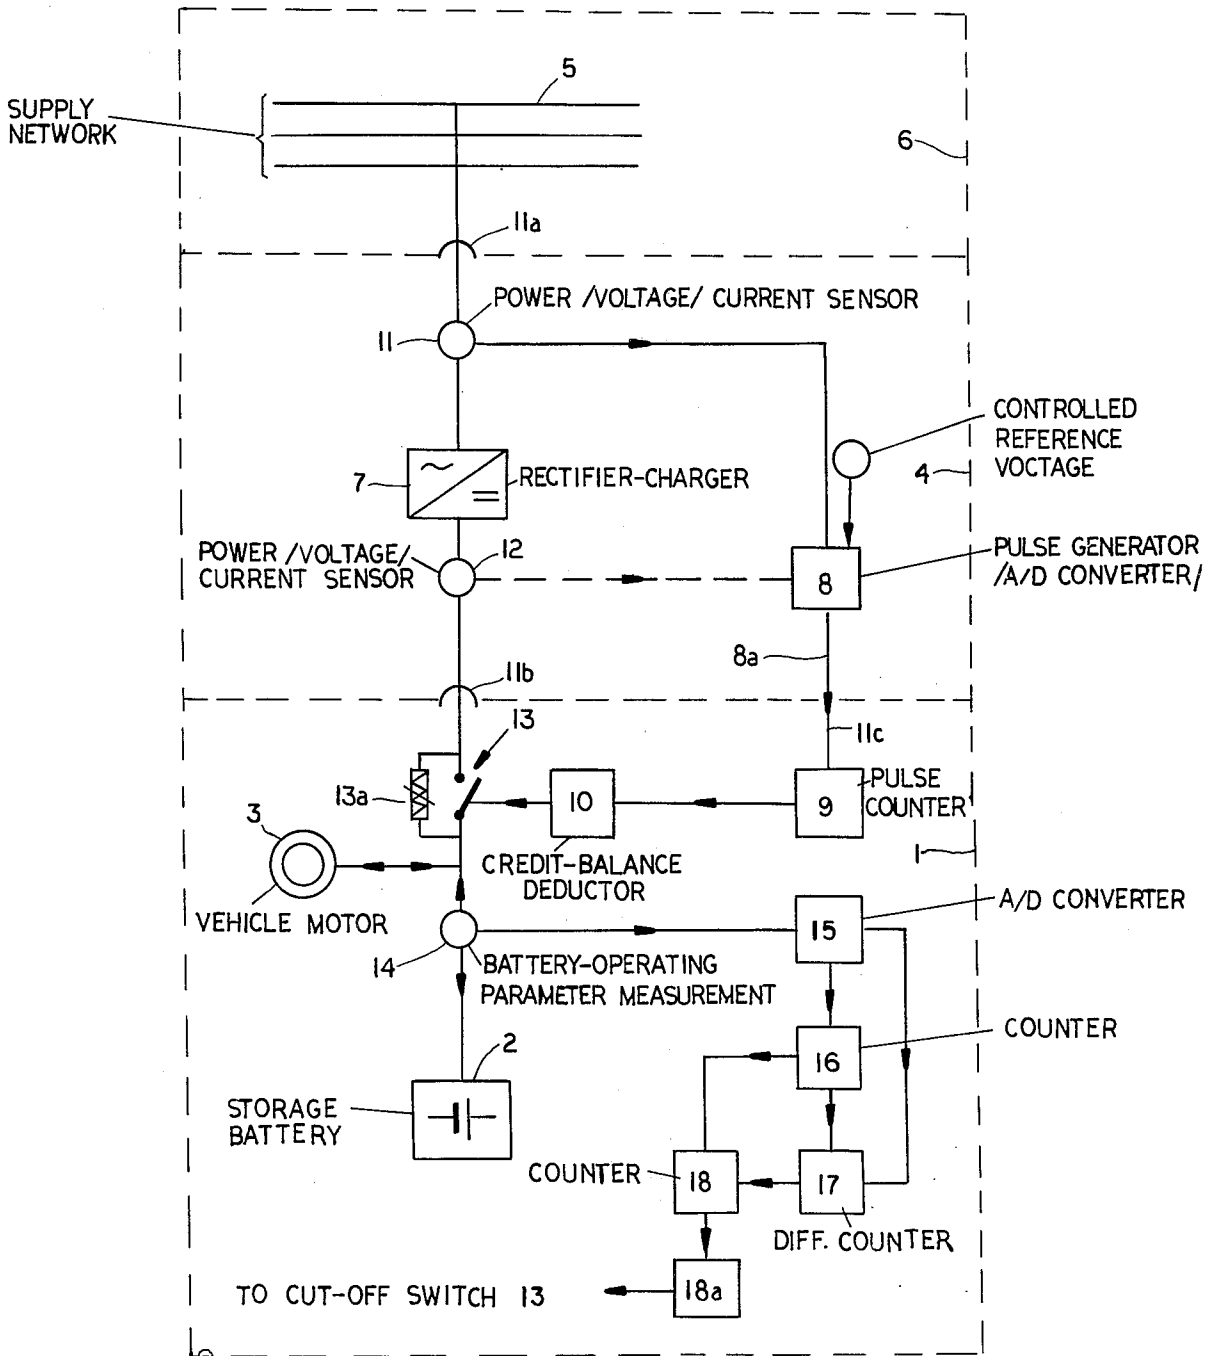 5
SUPPLY
NETWORK
6
11a
POWER /VOLTAGE/ CURRENT SENSOR
11
CONTROLLED
REFERENCE
VOCTAGE
4
7
RECTIFIER-CHARGER
POWER /VOLTAGE/
CURRENT SENSOR
12
PULSE GENERATOR
/A/D CONVERTER/
8
8a
11b
13
11c
13a
10
9
PULSE
COUNTER
3
1
CREDIT-BALANCE
DEDUCTOR
VEHICLE MOTOR
A/D CONVERTER
15
14
BATTERY-OPERATING
PARAMETER MEASUREMENT
COUNTER
2
16
STORAGE
BATTERY
COUNTER
18
17
DIFF. COUNTER
TO CUT-OFF SWITCH 13
18a